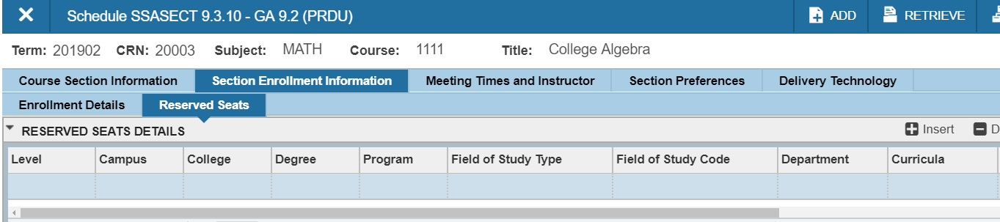 Schedule SSASECT 9.3.10 - GA 9.2 (PRDU) ADD RETRIEVE
Term: 201902 CRN: 20003 Subject: MATH Course: 1111 Title: College Algebra
Course Section Information Section Enrollment Information Meeting Times and Instructor Section Preferences Delivery Technology
Enrollment Details Reserved Seats
RESERVED SEATS DETAILS Insert D
Level Campus College Degree Program Field of Study Type Field of Study Code Department Curricula